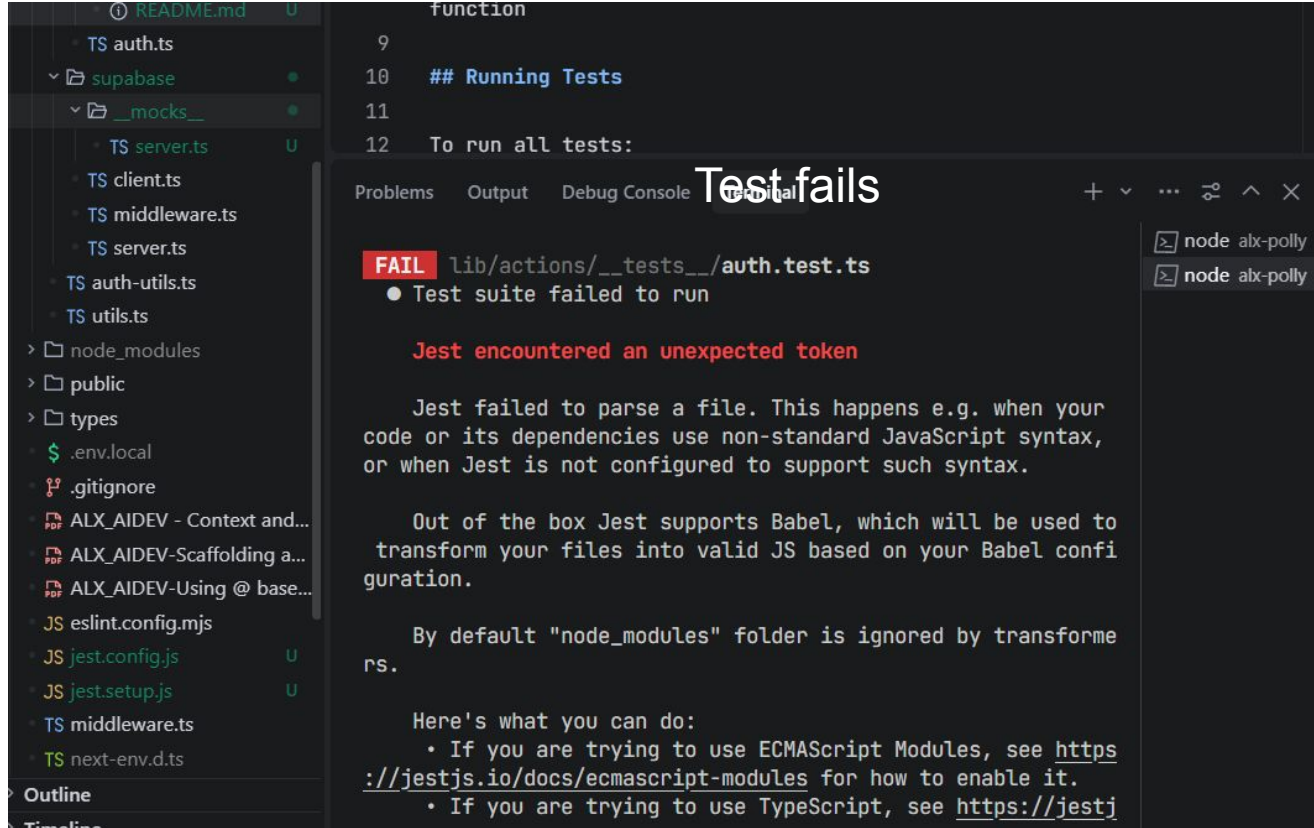 README.md U
TS auth.ts
supabase
__mocks__
TS server.ts U
TS client.ts
TS middleware.ts
TS server.ts
TS auth-utils.ts
TS utils.ts
node_modules
public
types
$ .env.local
.gitignore
PDF ALX_AIDEV - Context and...
PDF ALX_AIDEV-Scaffolding a...
PDF ALX_AIDEV-Using @ base...
JS eslint.config.mjs
JS jest.config.js U
JS jest.setup.js U
TS middleware.ts
TS next-env.d.ts
Outline
Timeline
function
9
10 ## Running Tests
11
12 To run all tests:
Problems Output Debug Console Terminal
Test fails
FAIL lib/actions/__tests__/auth.test.ts
● Test suite failed to run
Jest encountered an unexpected token
Jest failed to parse a file. This happens e.g. when your
code or its dependencies use non-standard JavaScript syntax,
or when Jest is not configured to support such syntax.
Out of the box Jest supports Babel, which will be used to
transform your files into valid JS based on your Babel confi
guration.
By default "node_modules" folder is ignored by transforme
rs.
Here's what you can do:
• If you are trying to use ECMAScript Modules, see https
://jestjs.io/docs/ecmascript-modules for how to enable it.
• If you are trying to use TypeScript, see https://jestj
node alx-polly
node alx-polly